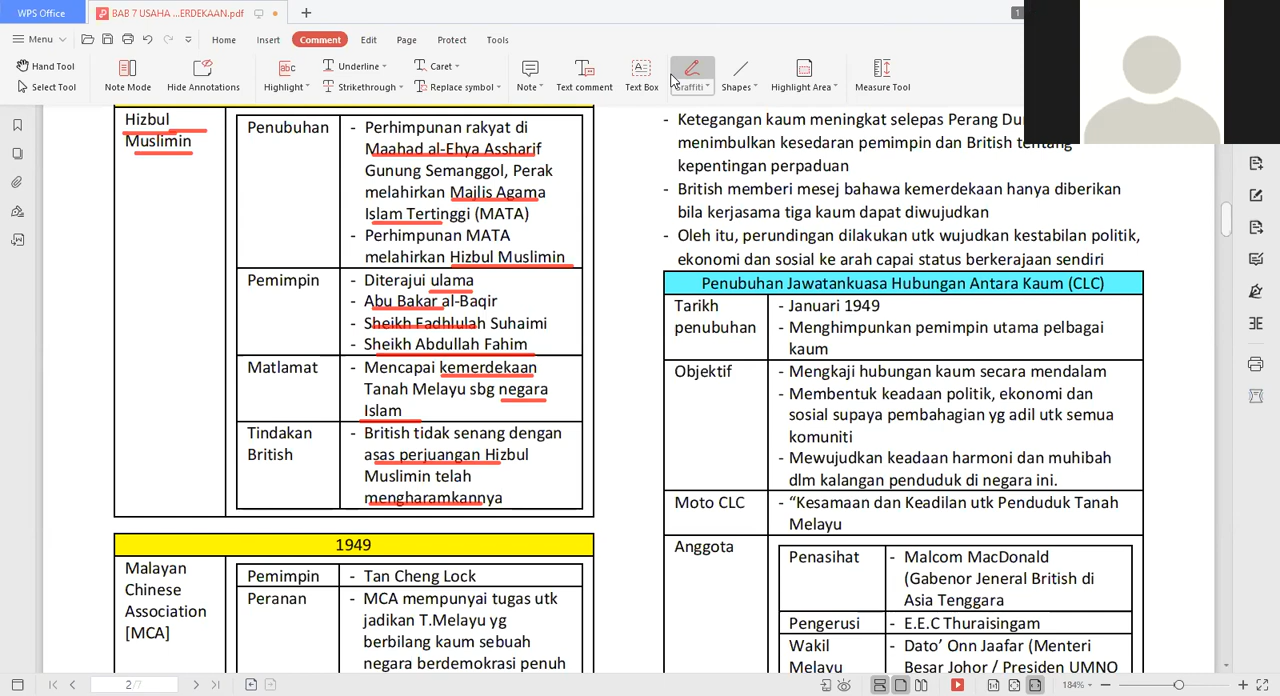 WPS Office
BAB 7 USAHA ...ERDEKAAN.pdf
1
Menu
Home
Insert
Comment
Edit
Page
Protect
Tools
Hand Tool
Select Tool
Note Mode
Hide Annotations
abc
Highlight
Underline
Strikethrough
Caret
Replace symbol
Note
Text comment
Text Box
Graffiti
Shapes
Highlight Area
Measure Tool
Hizbul
Muslimin
Penubuhan
- Perhimpunan rakyat di
Maahad al-Ehya Assharif
Gunung Semanggol, Perak
melahirkan Majlis Agama
Islam Tertinggi (MATA)
- Perhimpunan MATA
melahirkan Hizbul Muslimin
Pemimpin
- Diterajui ulama
- Abu Bakar al-Baqir
- Sheikh Fadhlulah Suhaimi
- Sheikh Abdullah Fahim
Matlamat
- Mencapai kemerdekaan
Tanah Melayu sbg negara
Islam
Tindakan
British
- British tidak senang dengan
asas perjuangan Hizbul
Muslimin telah
mengharamkannya
1949
Malayan
Chinese
Association
[MCA]
Pemimpin
- Tan Cheng Lock
Peranan
- MCA mempunyai tugas utk
jadikan T.Melayu yg
berbilang kaum sebuah
negara berdemokrasi penuh
- Ketegangan kaum meningkat selepas Perang Du
menimbulkan kesedaran pemimpin dan British tentang
kepentingan perpaduan
- British memberi mesej bahawa kemerdekaan hanya diberikan
bila kerjasama tiga kaum dapat diwujudkan
- Oleh itu, perundingan dilakukan utk wujudkan kestabilan politik,
ekonomi dan sosial ke arah capai status berkerajaan sendiri
Penubuhan Jawatankuasa Hubungan Antara Kaum (CLC)
Tarikh
penubuhan
- Januari 1949
- Menghimpunkan pemimpin utama pelbagai
kaum
Objektif
- Mengkaji hubungan kaum secara mendalam
- Membentuk keadaan politik, ekonomi dan
sosial supaya pembahagian yg adil utk semua
komuniti
- Mewujudkan keadaan harmoni dan muhibah
dlm kalangan penduduk di negara ini.
Moto CLC
- “Kesamaan dan Keadilan utk Penduduk Tanah
Melayu
Anggota
Penasihat
- Malcom MacDonald
(Gabenor Jeneral British di
Asia Tenggara
Pengerusi
- E.E.C Thuraisingam
Wakil
Melayu
- Dato’ Onn Jaafar (Menteri
Besar Johor / Presiden UMNO
2/7
184%